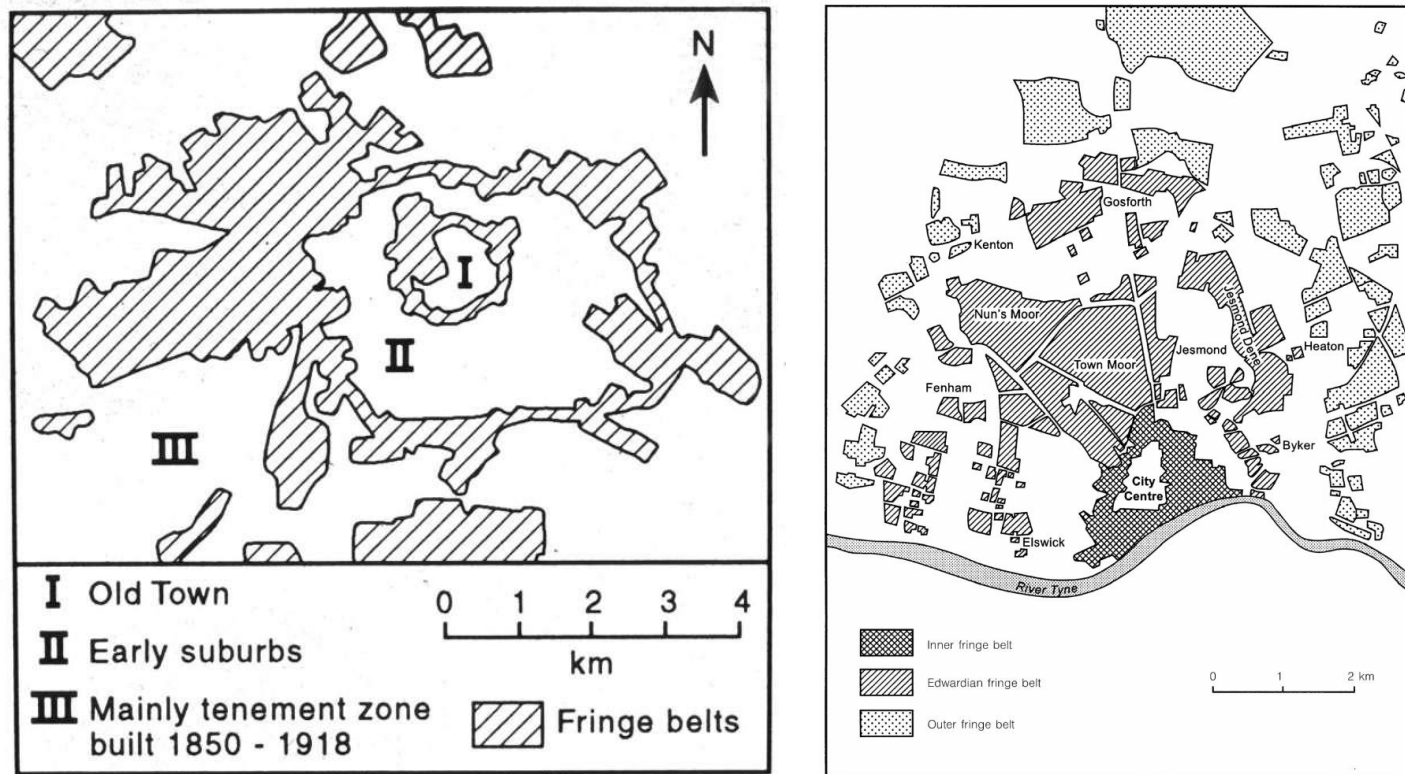 N
I
II
III
I Old Town
II Early suburbs
III Mainly tenement zone
built 1850 - 1918
0 1 2 3 4
km
Fringe belts
Gosforth
Kenton
Nun's Moor
Jesmond Dene
Town Moor
Jesmond
Heaton
Fenham
Byker
City
Centre
Elswick
River Tyne
Inner fringe belt
Edwardian fringe belt
Outer fringe belt
0 1 2 km